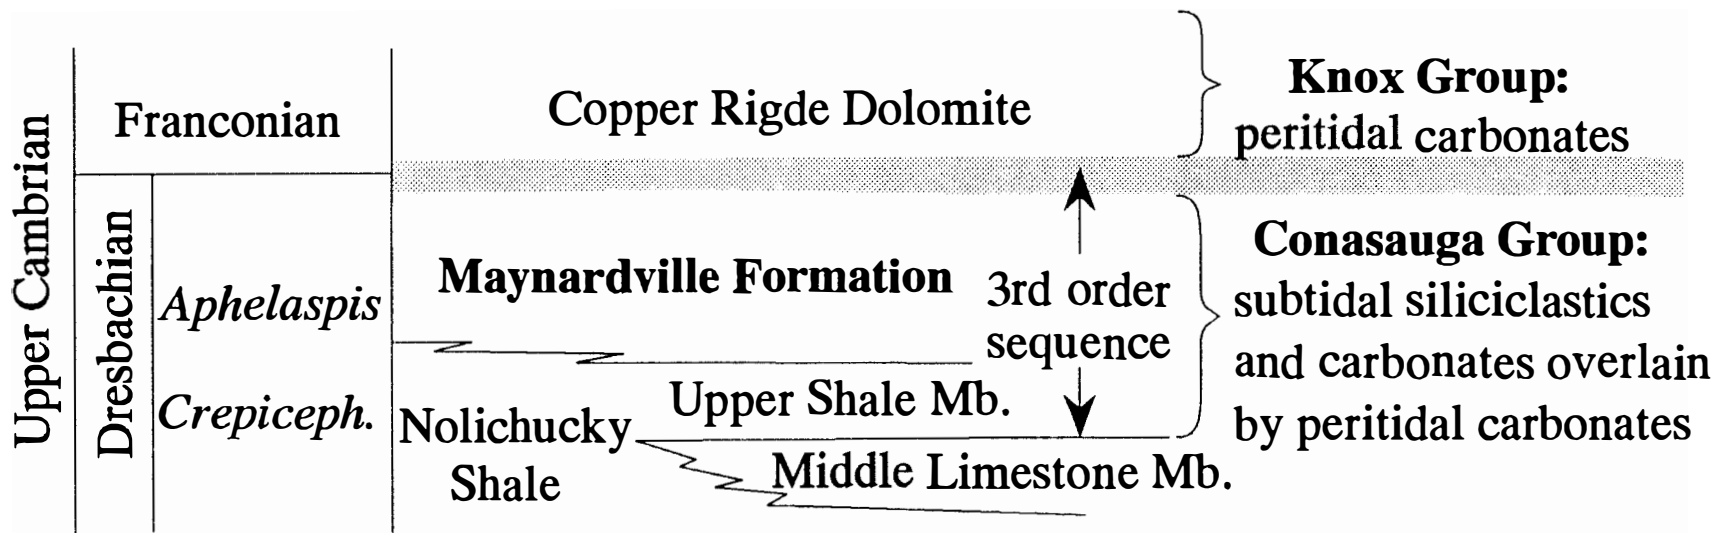 Upper Cambrian
Franconian
Dresbachian
Aphelaspis
Crepiceph.
Copper Rigde Dolomite
Maynardville Formation
3rd order
sequence
Upper Shale Mb.
Nolichucky
Shale
Middle Limestone Mb.
Knox Group:
peritidal carbonates
Conasauga Group:
subtidal siliciclastics
and carbonates overlain
by peritidal carbonates